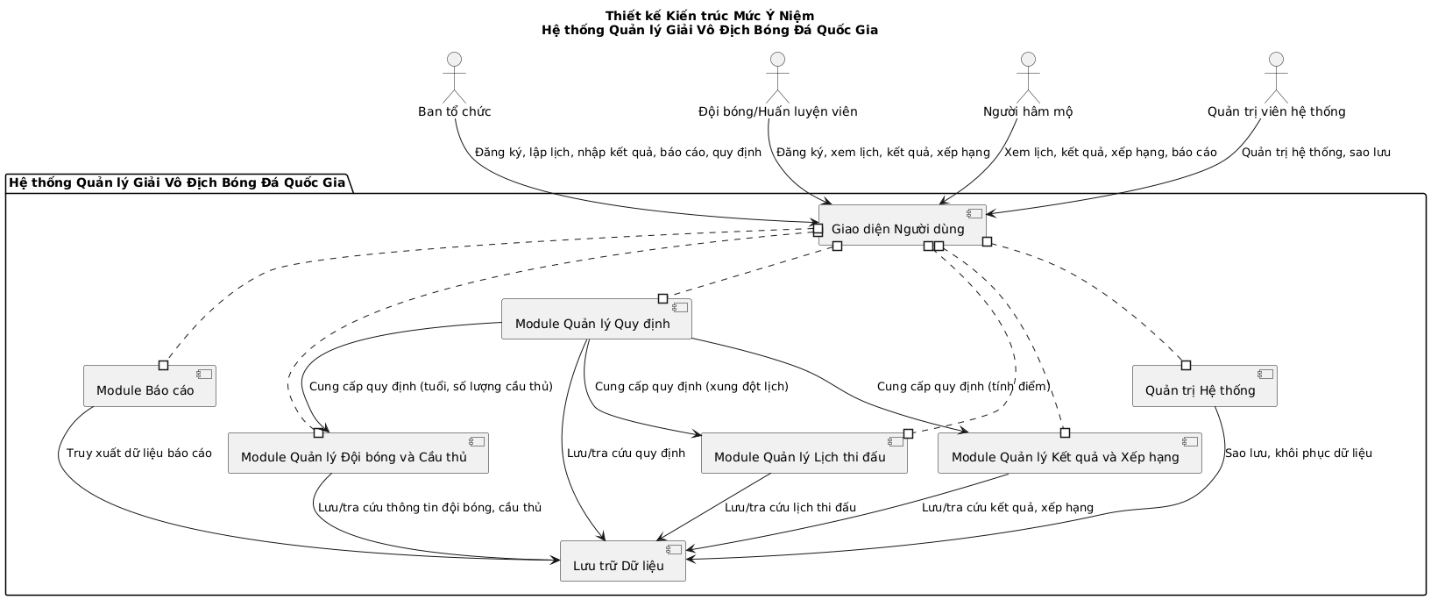 Thiết kế Kiến trúc Mức Ý Niệm
Hệ thống Quản lý Giải Vô Địch Bóng Đá Quốc Gia
Ban tổ chức
Đội bóng/Huấn luyện viên
Người hâm mộ
Quản trị viên hệ thống
Đăng ký, lập lịch, nhập kết quả, báo cáo, quy định
Đăng ký, xem lịch, kết quả, xếp hạng
Xem lịch, kết quả, xếp hạng, báo cáo
Quản trị hệ thống, sao lưu
Hệ thống Quản lý Giải Vô Địch Bóng Đá Quốc Gia
Giao diện Người dùng
Module Quản lý Quy định
Module Báo cáo
Cung cấp quy định (tuổi, số lượng cầu thủ)
Cung cấp quy định (xung đột lịch)
Cung cấp quy định (tính điểm)
Quản trị Hệ thống
Truy xuất dữ liệu báo cáo
Module Quản lý Đội bóng và Cầu thủ
Lưu/tra cứu quy định
Module Quản lý Lịch thi đấu
Module Quản lý Kết quả và Xếp hạng
Sao lưu, khôi phục dữ liệu
Lưu/tra cứu thông tin đội bóng, cầu thủ
Lưu/tra cứu lịch thi đấu
Lưu/tra cứu kết quả, xếp hạng
Lưu trữ Dữ liệu